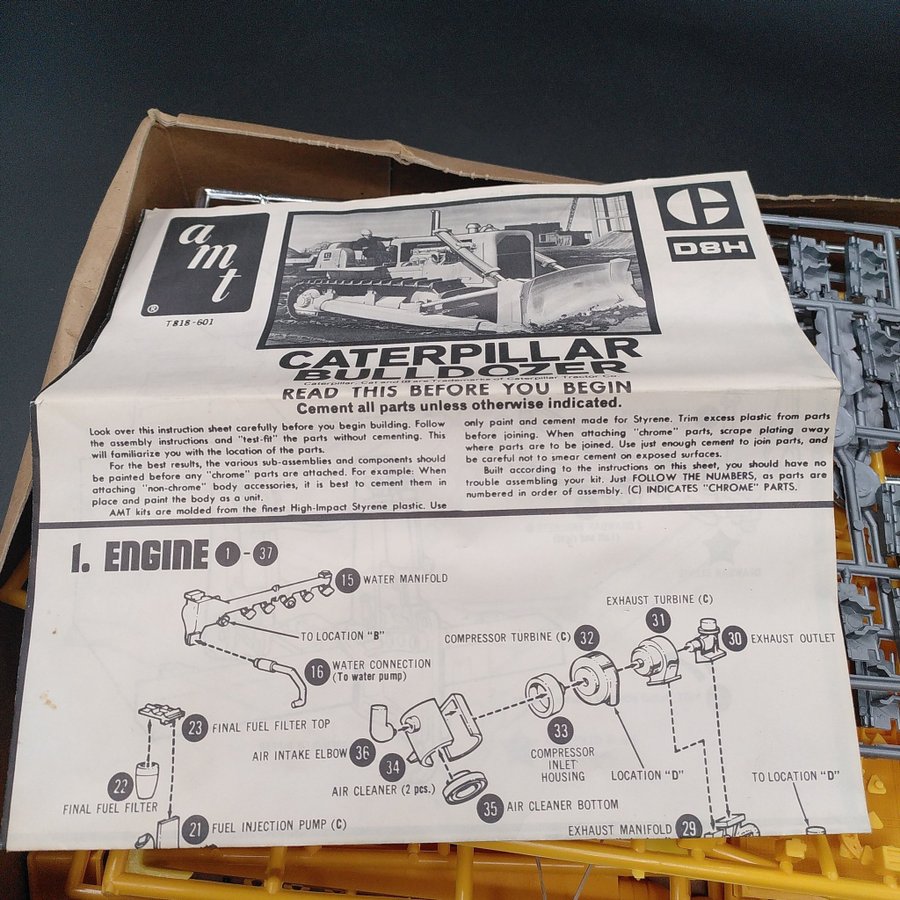 amt
®
T818-601
C
D8H
CATERPILLAR
BULLDOZER
Caterpillar, Cat and are Trademarks of Caterpillar Tractor Co.
READ THIS BEFORE YOU BEGIN
Cement all parts unless otherwise indicated.
Look over this instruction sheet carefully before you begin building. Follow
the assembly instructions and "test-fit" the parts without cementing. This
will familiarize you with the location of the parts.
For the best results, the various sub-assemblies and components should
be painted before any "chrome" parts are attached. For example: When
attaching "non-chrome" body accessories, it is best to cement them in
place and paint the body as a unit.
AMT kits are molded from the finest High-Impact Styrene plastic. Use
only paint and cement made for Styrene. Trim excess plastic from parts
before joining. When attaching "chrome" parts, scrape plating away
where parts are to be joined. Use just enough cement to join parts, and
be careful not to smear cement on exposed surfaces.
Built according to the instructions on this sheet, you should have no
trouble assembling your kit. Just FOLLOW THE NUMBERS, as parts are
numbered in order of assembly. (C) INDICATES "CHROME" PARTS.
1. ENGINE 1 - 37
15 WATER MANIFOLD
TO LOCATION "B"
16 WATER CONNECTION
(To water pump)
EXHAUST TURBINE (C)
31
COMPRESSOR TURBINE (C) 32
30 EXHAUST OUTLET
23 FINAL FUEL FILTER TOP
AIR INTAKE ELBOW 36
34
AIR CLEANER (2 pcs.)
33
COMPRESSOR
INLET
HOUSING
LOCATION "D"
TO LOCATION "D"
22
FINAL FUEL FILTER
35 AIR CLEANER BOTTOM
21 FUEL INJECTION PUMP (C)
EXHAUST MANIFOLD 29